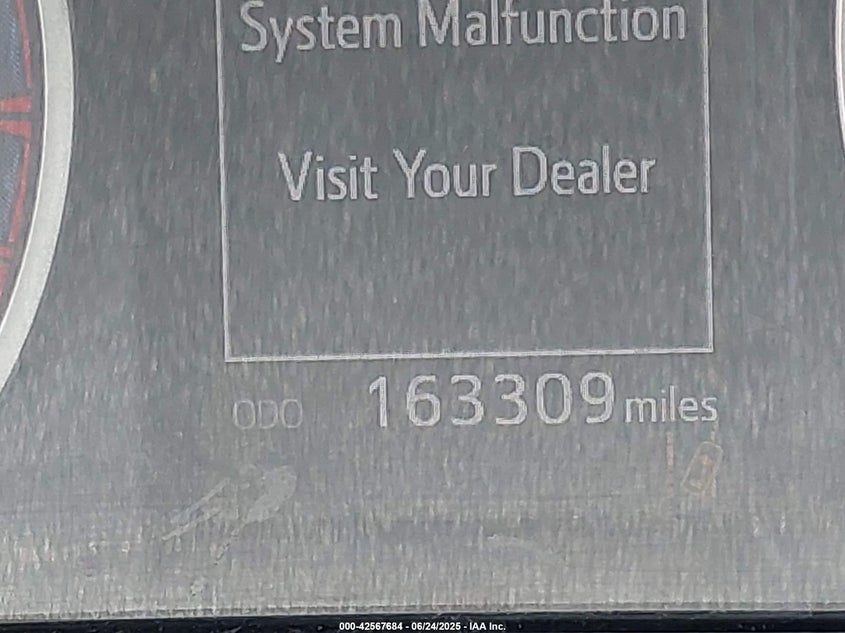 System Malfunction
Visit Your Dealer
ODO 163309 miles
000-42567684 - 06/24/2025 - IAA Inc.